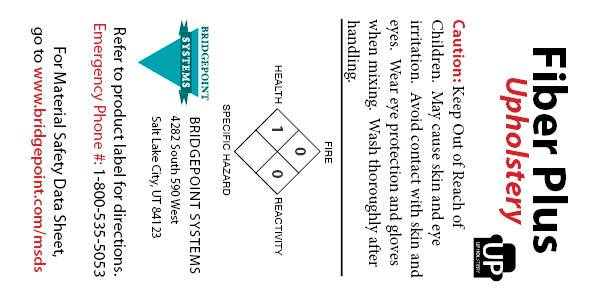 Fiber Plus
Upholstery
UP
UPHOLSTERY
Caution: Keep Out of Reach of
Children. May cause skin and eye
irritation. Avoid contact with skin and
eyes. Wear eye protection and gloves
when mixing. Wash thoroughly after
handling.
FIRE
HEALTH
0
1
0
REACTIVITY
SPECIFIC HAZARD
BRIDGEPOINT
SYSTEMS
BRIDGEPOINT SYSTEMS
4282 South 590 West
Salt Lake City, UT 84123
Refer to product label for directions.
Emergency Phone #: 1-800-535-5053
For Material Safety Data Sheet,
go to www.bridgepoint.com/msds